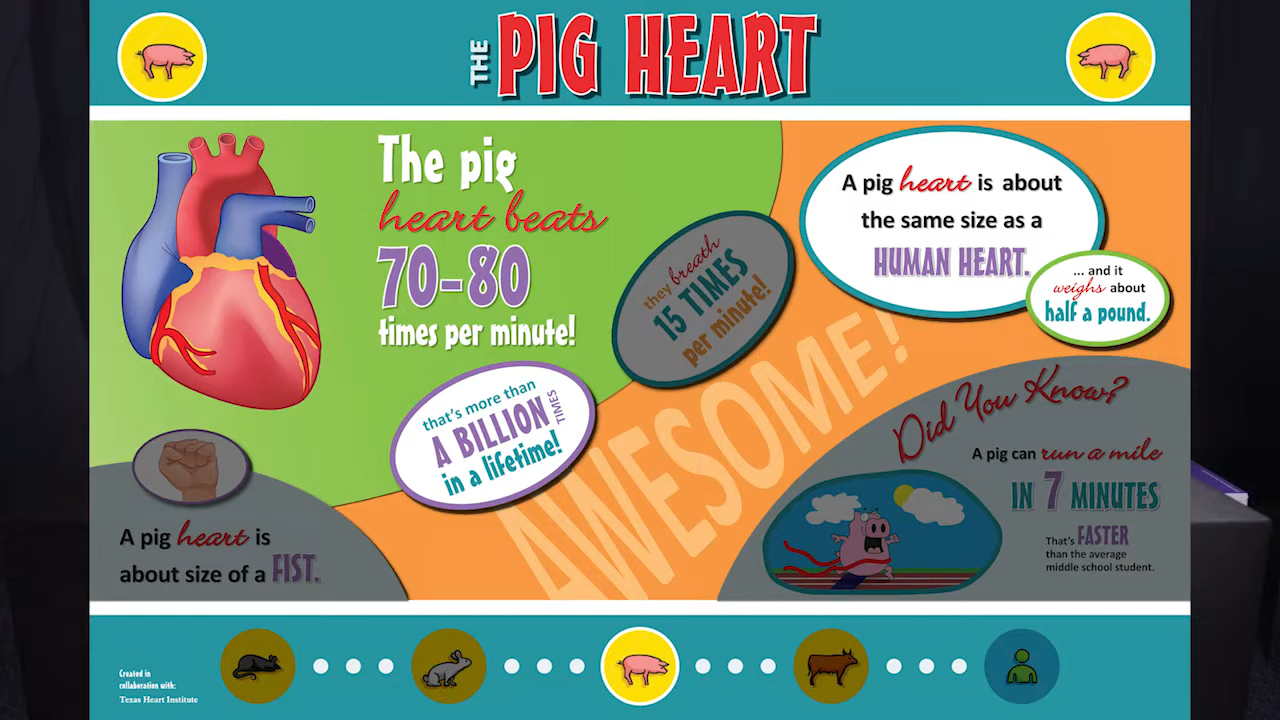 THE PIG HEART
The pig
heart beats
70-80
times per minute!
that's more than
A BILLION TIMES
in a lifetime!
they breath
15 TIMES
per minute!
A pig heart is about
the same size as a
HUMAN HEART.
... and it
weighs about
half a pound.
AWESOME!
A pig heart is
about size of a FIST.
Did You Know?
A pig can run a mile
IN 7 MINUTES
That's FASTER
than the average
middle school student.
Created in
collaboration with:
Texas Heart Institute